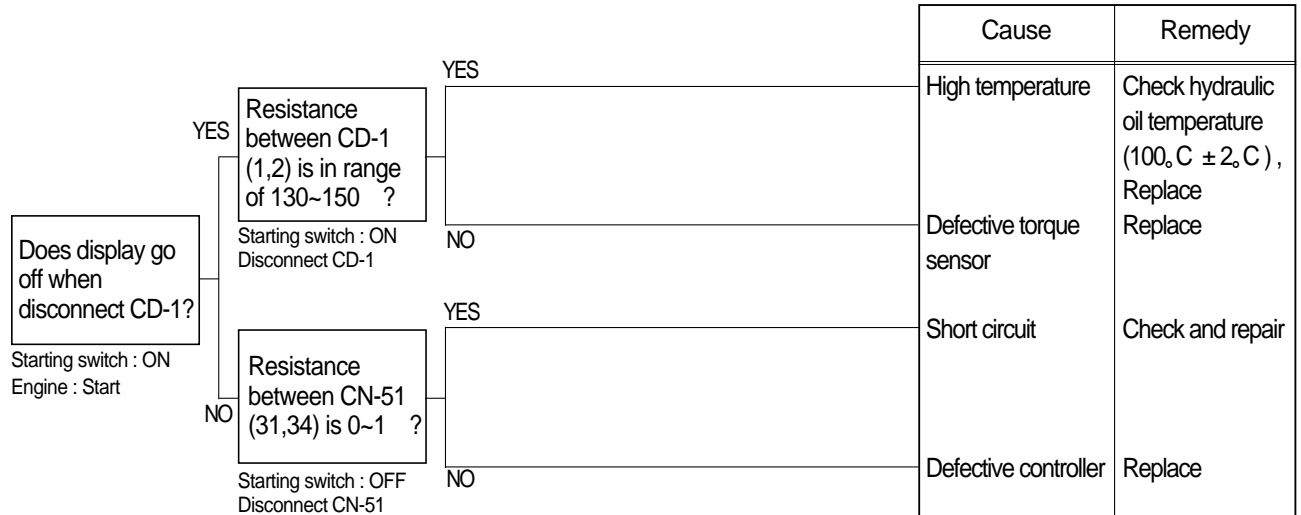 Does display go
off when
disconnect CD-1?
Starting switch : ON
Engine : Start
YES
Resistance
between CD-1
(1,2) is in range
of 130~150 ?
Starting switch : ON
Disconnect CD-1
YES
NO
NO
Resistance
between CN-51
(31,34) is 0~1 ?
Starting switch : OFF
Disconnect CN-51
YES
NO
Cause Remedy
High temperature Check hydraulic
oil temperature
(100°C ±2°C) ,
Replace
Defective torque Replace
sensor
Short circuit Check and repair
Defective controller Replace